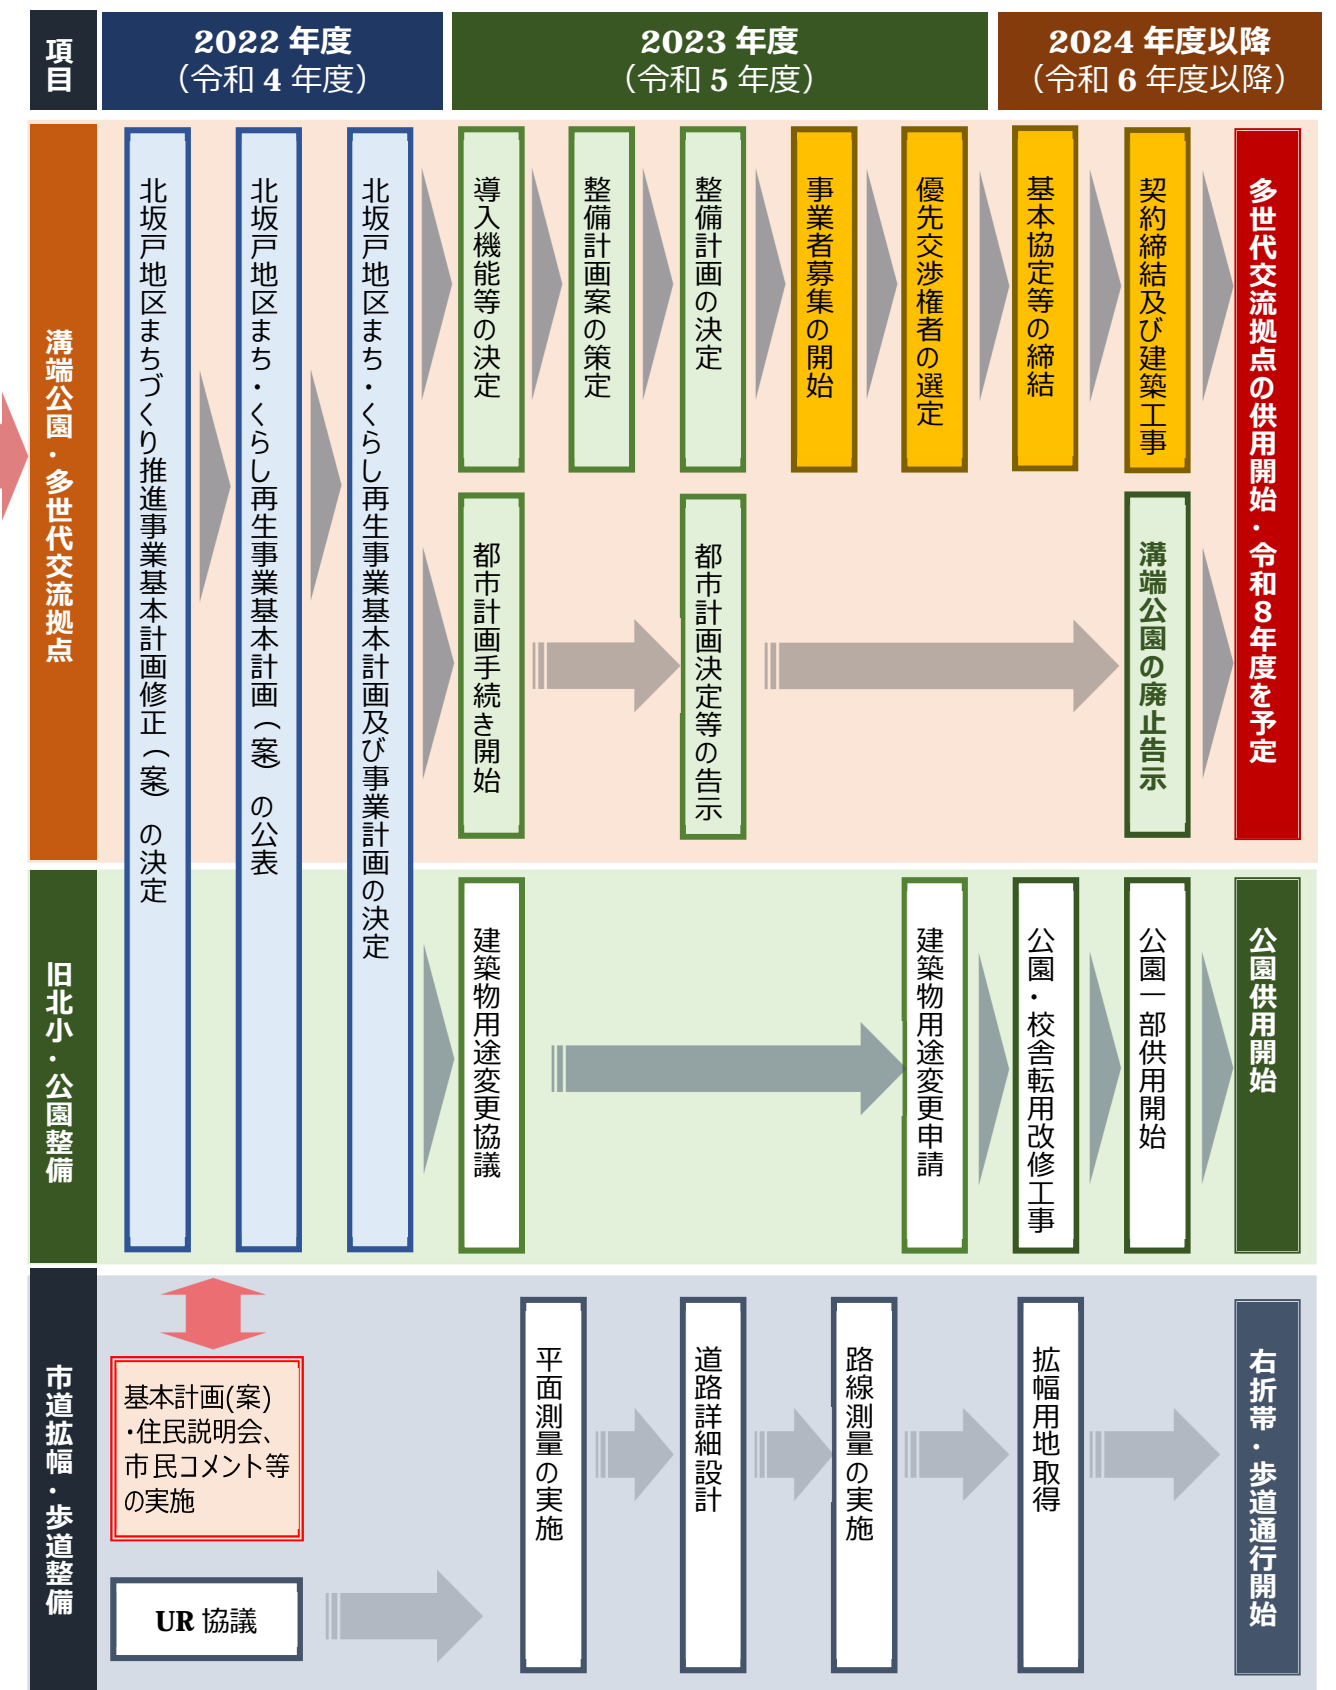 項目
2022 年度
（令和 4 年度）
2023 年度
（令和 5 年度）
2024 年度以降
（令和 6 年度以降）
溝端公園・多世代交流拠点
北坂戸地区まちづくり推進事業基本計画修正（案）の決定
北坂戸地区まち・くらし再生事業基本計画（案）の公表
北坂戸地区まち・くらし再生事業基本計画及び事業計画の決定
導入機能等の決定
整備計画案の策定
整備計画の決定
事業者募集の開始
優先交渉権者の選定
基本協定等の締結
契約締結及び建築工事
多世代交流拠点の供用開始・令和８年度を予定
都市計画手続き開始
都市計画決定等の告示
溝端公園の廃止告示
旧北小・公園整備
建築物用途変更協議
建築物用途変更申請
公園・校舎転用改修工事
公園一部供用開始
公園供用開始
市道拡幅・歩道整備
基本計画(案)
・住民説明会、
市民コメント等
の実施
UR 協議
平面測量の実施
道路詳細設計
路線測量の実施
拡幅用地取得
右折帯・歩道通行開始